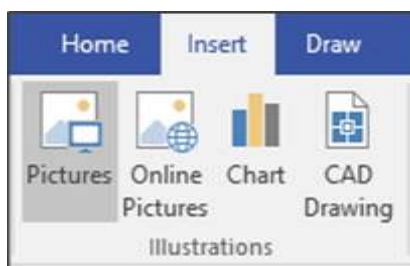 Home Insert Draw
Pictures Online Pictures Chart CAD Drawing
Illustrations